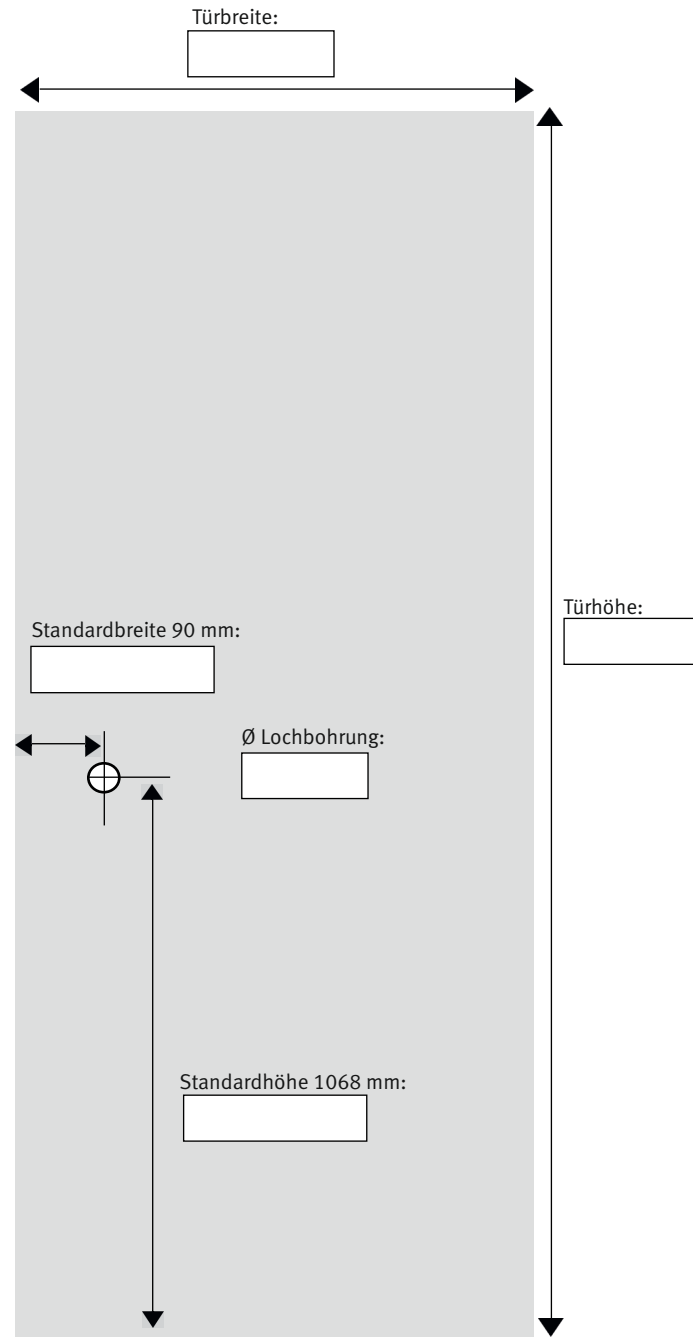 Türbreite:
Türhöhe:
Standardbreite 90 mm:
Ø Lochbohrung:
Standardhöhe 1068 mm: